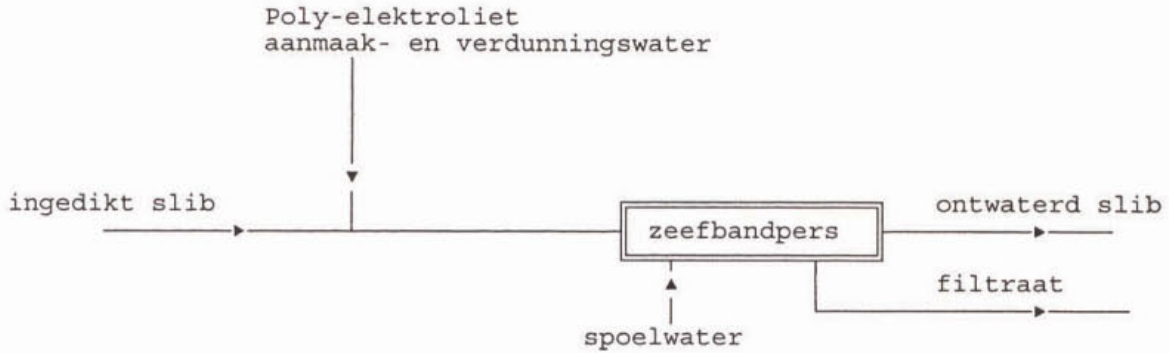 Poly-elektroliet
aanmaak- en verdunningswater
ingedikt slib
zeefbandpers
ontwaterd slib
filtraat
spoelwater